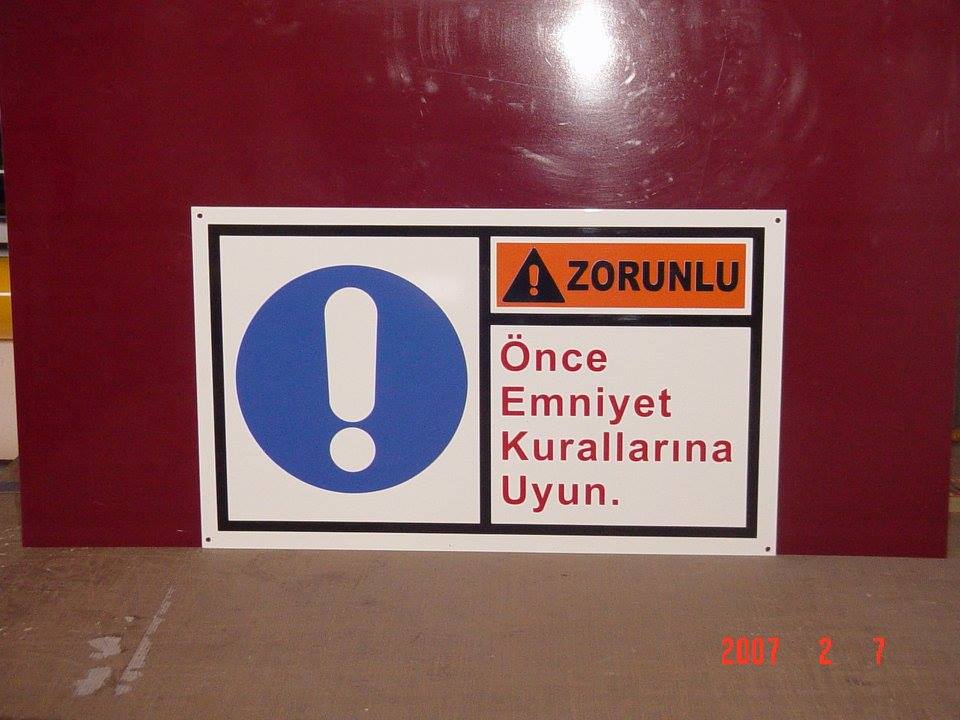 ZORUNLU
Önce
Emniyet
Kurallarına
Uyun.
2007 2 7